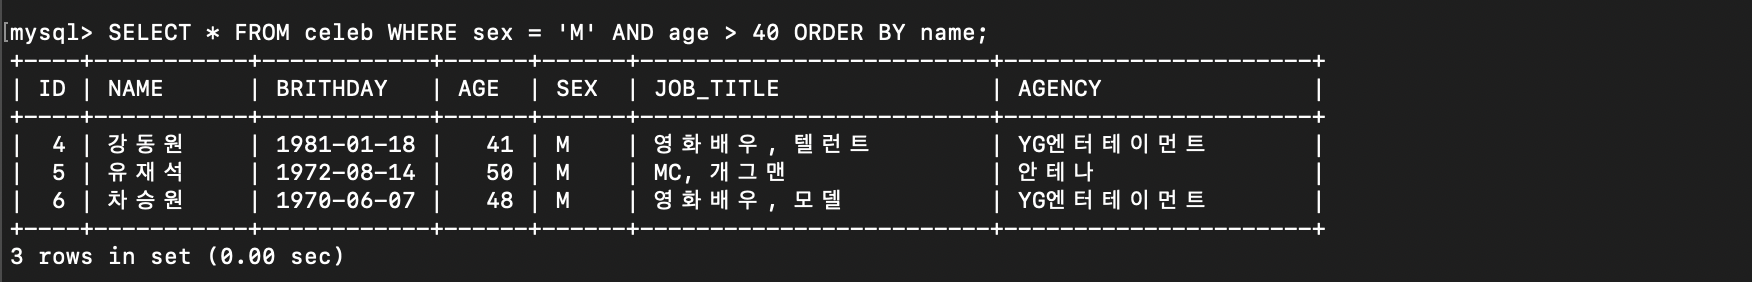 mysql> SELECT * FROM celeb WHERE sex = 'M' AND age > 40 ORDER BY name;
+----+-----------+------------+------+------+-------------------------+----------------------+
| ID | NAME      | BRITHDAY   | AGE  | SEX  | JOB_TITLE               | AGENCY               |
+----+-----------+------------+------+------+-------------------------+----------------------+
|  4 | 강동원    | 1981-01-18 |   41 | M    | 영화배우, 텔런트        | YG엔터테이먼트       |
|  5 | 유재석    | 1972-08-14 |   50 | M    | MC, 개그맨              | 안테나               |
|  6 | 차승원    | 1970-06-07 |   48 | M    | 영화배우, 모델          | YG엔터테이먼트       |
+----+-----------+------------+------+------+-------------------------+----------------------+
3 rows in set (0.00 sec)